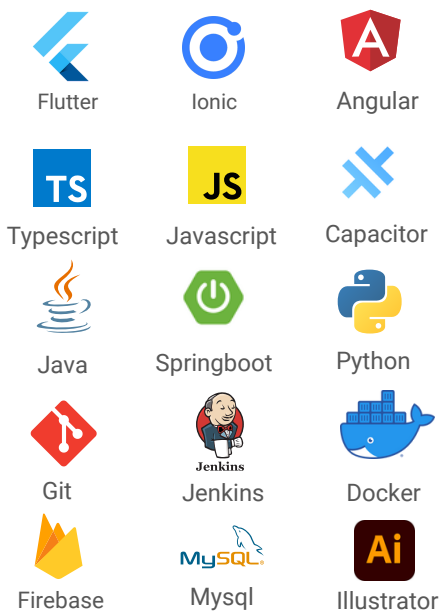 Flutter
Ionic
Angular
TS
JS
Typescript
Javascript
Capacitor
Java
Springboot
Python
Jenkins
Git
Jenkins
Docker
MySQL
Ai
Firebase
Mysql
Illustrator